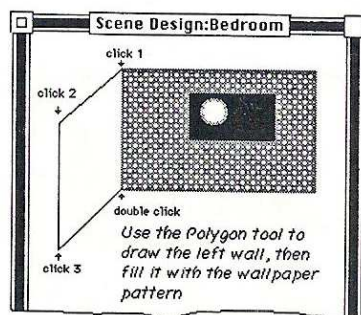 Scene Design:Bedroom
click 1
click 2
double click
click 3
Use the Polygon tool to
draw the left wall, then
fill it with the wallpaper
pattern